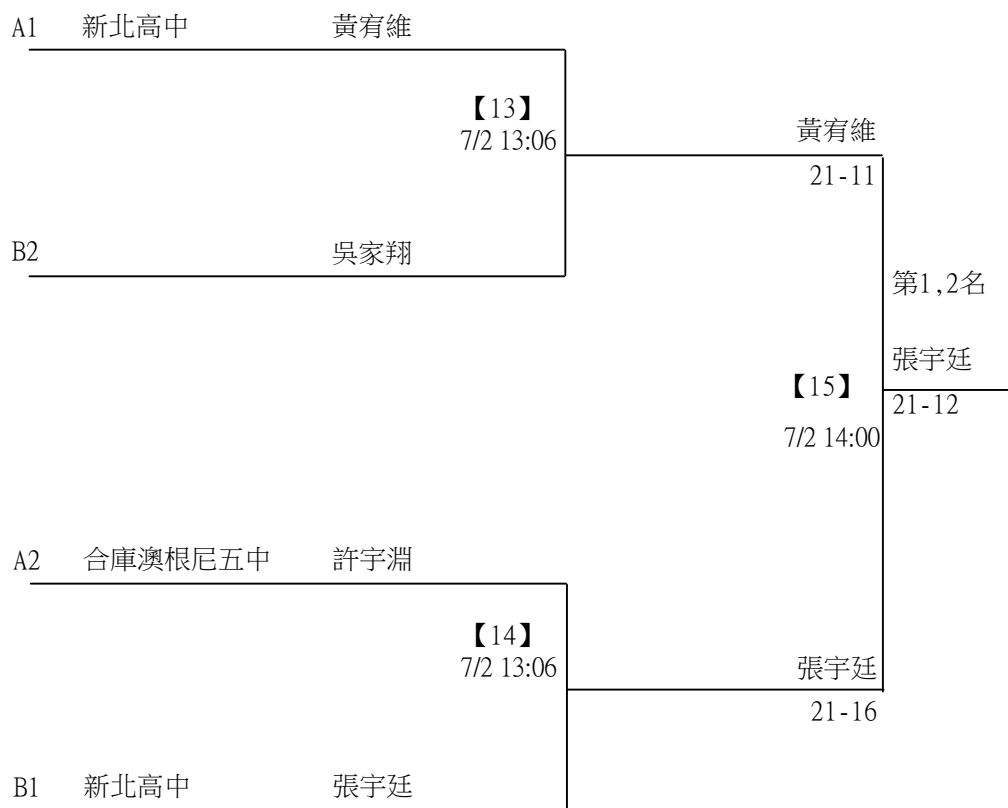 A1 新北高中 黃宥維
【13】
7/2 13:06
黃宥維
21-11
B2 吳家翔
第1,2名
張宇廷
【15】
21-12
7/2 14:00
A2 合庫澳根尼五中 許宇淵
【14】
7/2 13:06
張宇廷
21-16
B1 新北高中 張宇廷